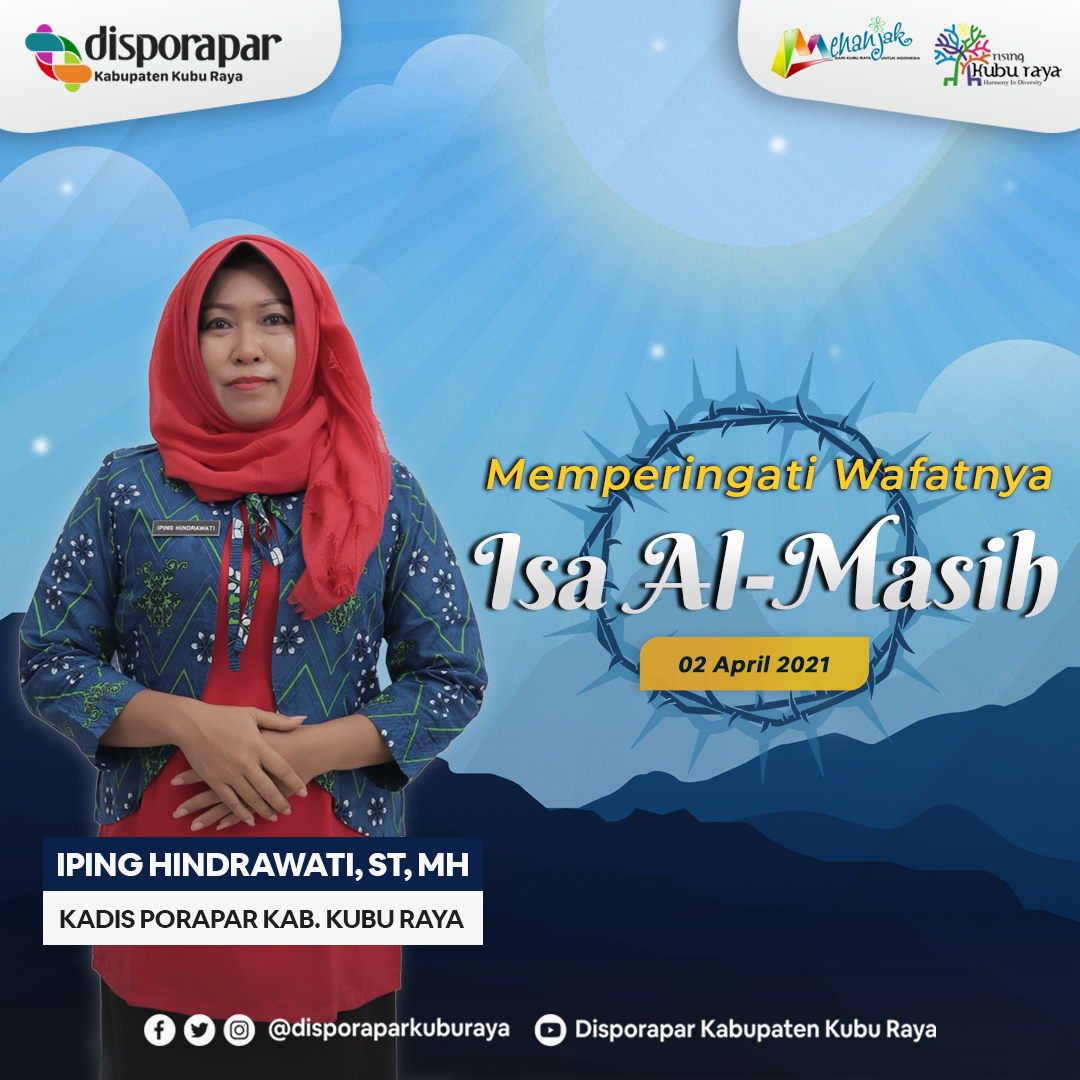 disporapar
Kabupaten Kubu Raya
Menanjak
DARI KUBU RAYA UNTUK INDONESIA
rising
kubu raya
Harmony In Diversity
Memperingati Wafatnya
Isa Al-Masih
IPING HINDRAWATI
02 April 2021
IPING HINDRAWATI, ST, MH
KADIS PORAPAR KAB. KUBU RAYA
@disporaparkuburaya
Disporapar Kabupaten Kubu Raya